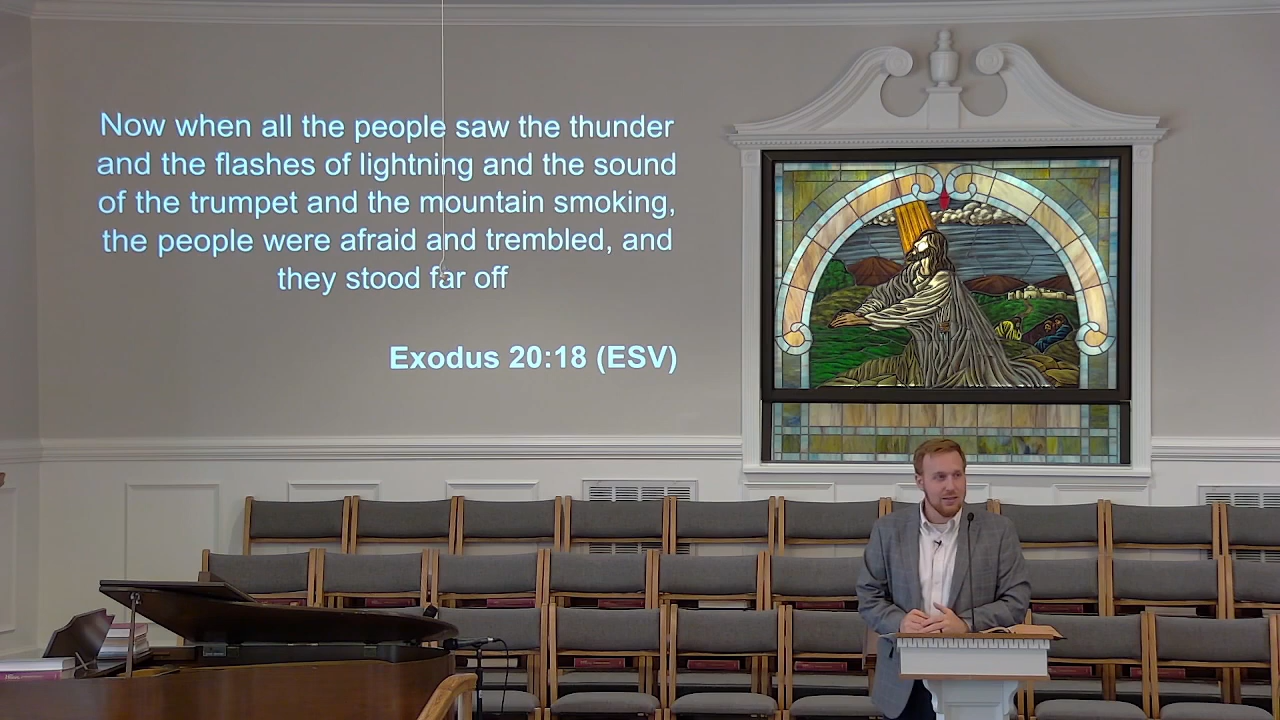 Now when all the people saw the thunder
and the flashes of lightning and the sound
of the trumpet and the mountain smoking,
the people were afraid and trembled, and
they stood far off
Exodus 20:18 (ESV)